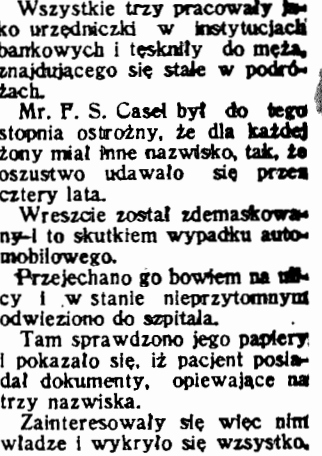 Wszystkie trzy pracowały ja-
ko urzędniczki w instytucjach
bankowych i tęskniły do męża,
znajdującego się stale w podró-
żach.
Mr. F. S. Casel był do tego
stopnia ostrożny, że dla każdej
żony miał inne nazwisko, tak, że
oszustwo udawało się przez
cztery lata.
Wreszcie został zdemaskowa-
ny—i to skutkiem wypadku auto-
mobilowego.
Przejechano go bowiem na uli-
cy i w stanie nieprzytomnym
odwieziono do szpitala.
Tam sprawdzono jego papiery
i pokazało się, iż pacjent posia-
dał dokumenty, opiewające na
trzy nazwiska.
Zainteresowały się więc nim
władze i wykryło się wzsystko.